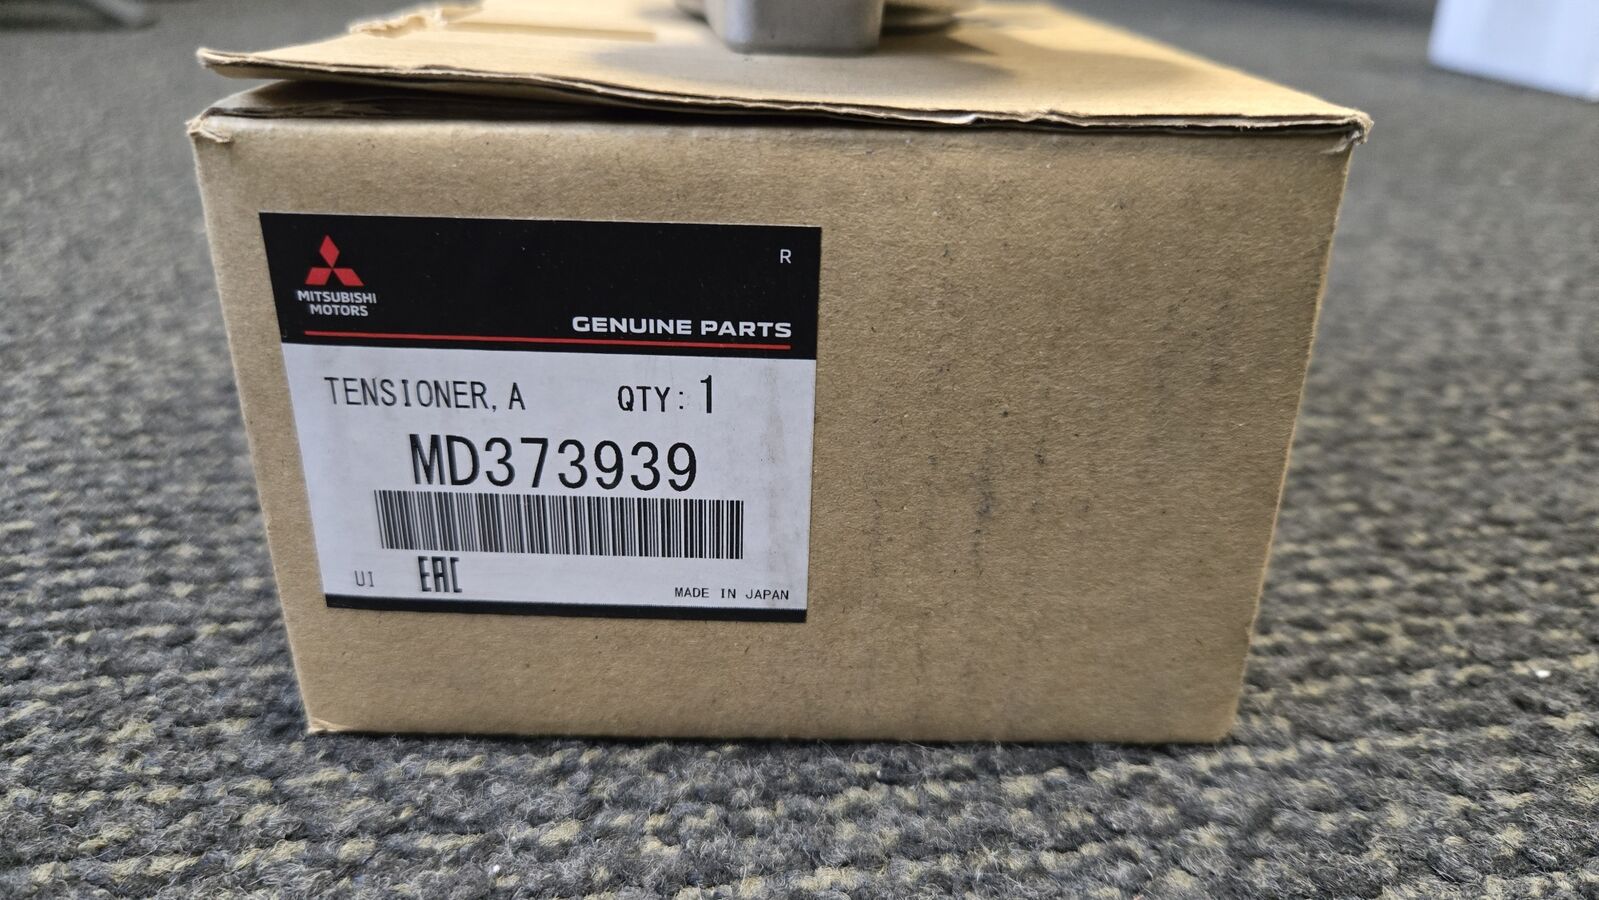 MITSUBISHI
MOTORS
R
GENUINE PARTS
TENSIONER, A QTY: 1
MD373939
UI EAC
MADE IN JAPAN